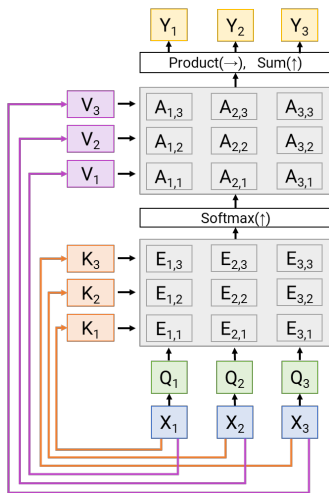 Y₁ Y₂ Y₃
Product(→), Sum(↑)
V₃ A₁,₃ A₂,₃ A₃,₃
V₂ A₁,₂ A₂,₂ A₃,₂
V₁ A₁,₁ A₂,₁ A₃,₁
Softmax(↑)
K₃ E₁,₃ E₂,₃ E₃,₃
K₂ E₁,₂ E₂,₂ E₃,₂
K₁ E₁,₁ E₂,₁ E₃,₁
Q₁ Q₂ Q₃
X₁ X₂ X₃